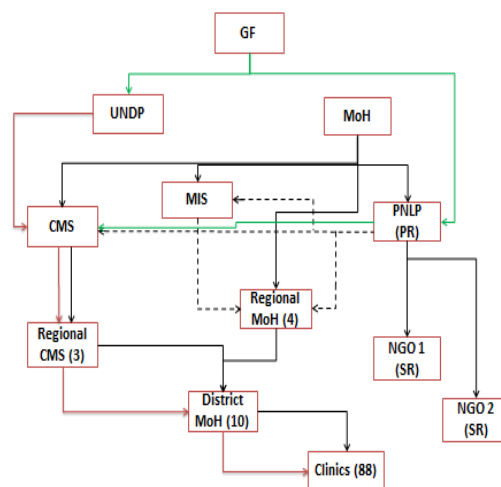 GF
UNDP
MoH
MIS
CMS
PNLP
(PR)
Regional
MoH (4)
Regional
CMS (3)
NGO 1
(SR)
District
MoH (10)
NGO 2
(SR)
Clinics (88)